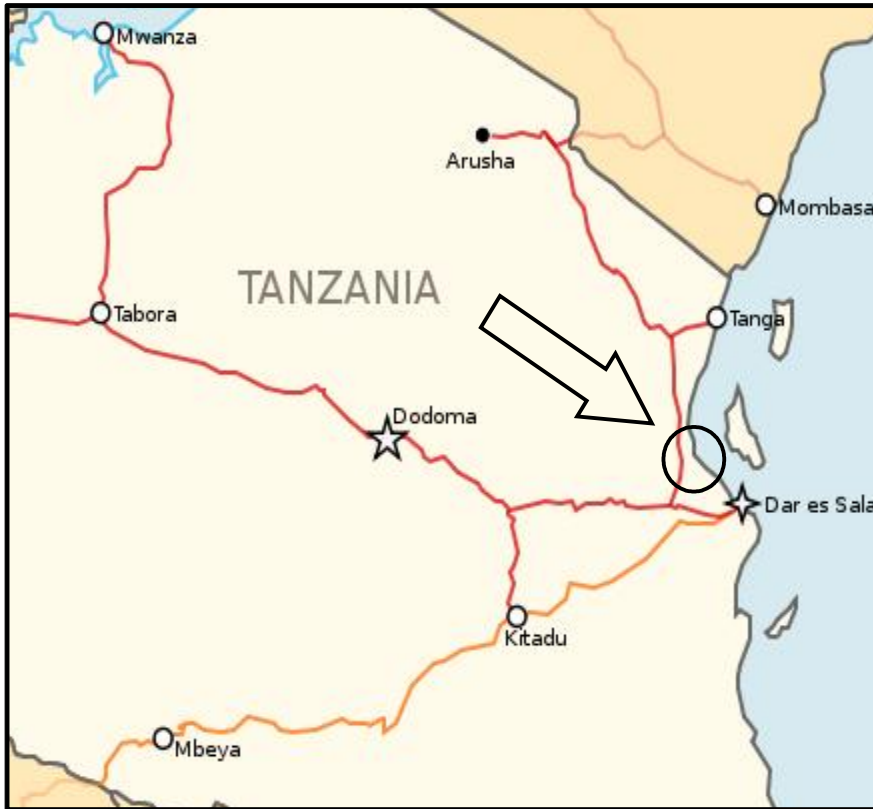 Mwanza
Arusha
Mombasa
TANZANIA
Tabora
Tanga
Dodoma
Dar es Sala
Kitadu
Mbeya